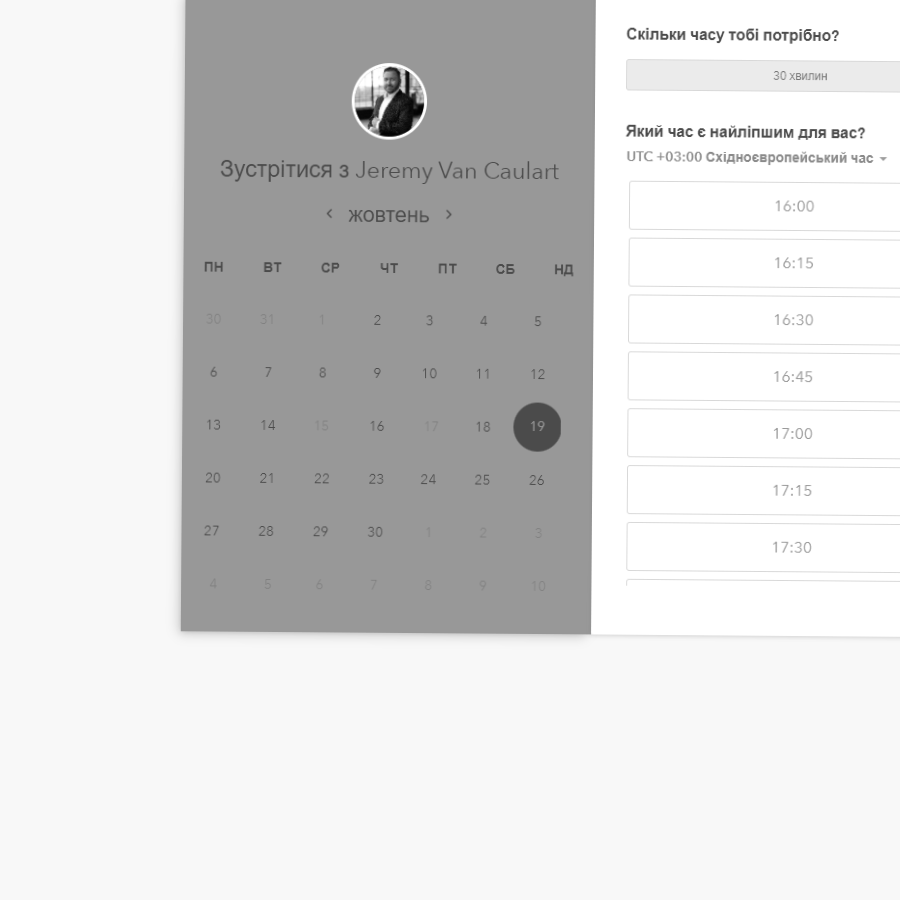 Зустрітися з Jeremy Van Caulart
жовтень
ПН ВТ СР ЧТ ПТ СБ НД
30 31 1 2 3 4 5
6 7 8 9 10 11 12
13 14 15 16 17 18 19
20 21 22 23 24 25 26
27 28 29 30 1 2 3
4 5 6 7 8 9 10
Скільки часу тобі потрібно?
30 хвилин
Який час є найліпшим для вас?
UTC +03:00 Східноєвропейський час
16:00
16:15
16:30
16:45
17:00
17:15
17:30